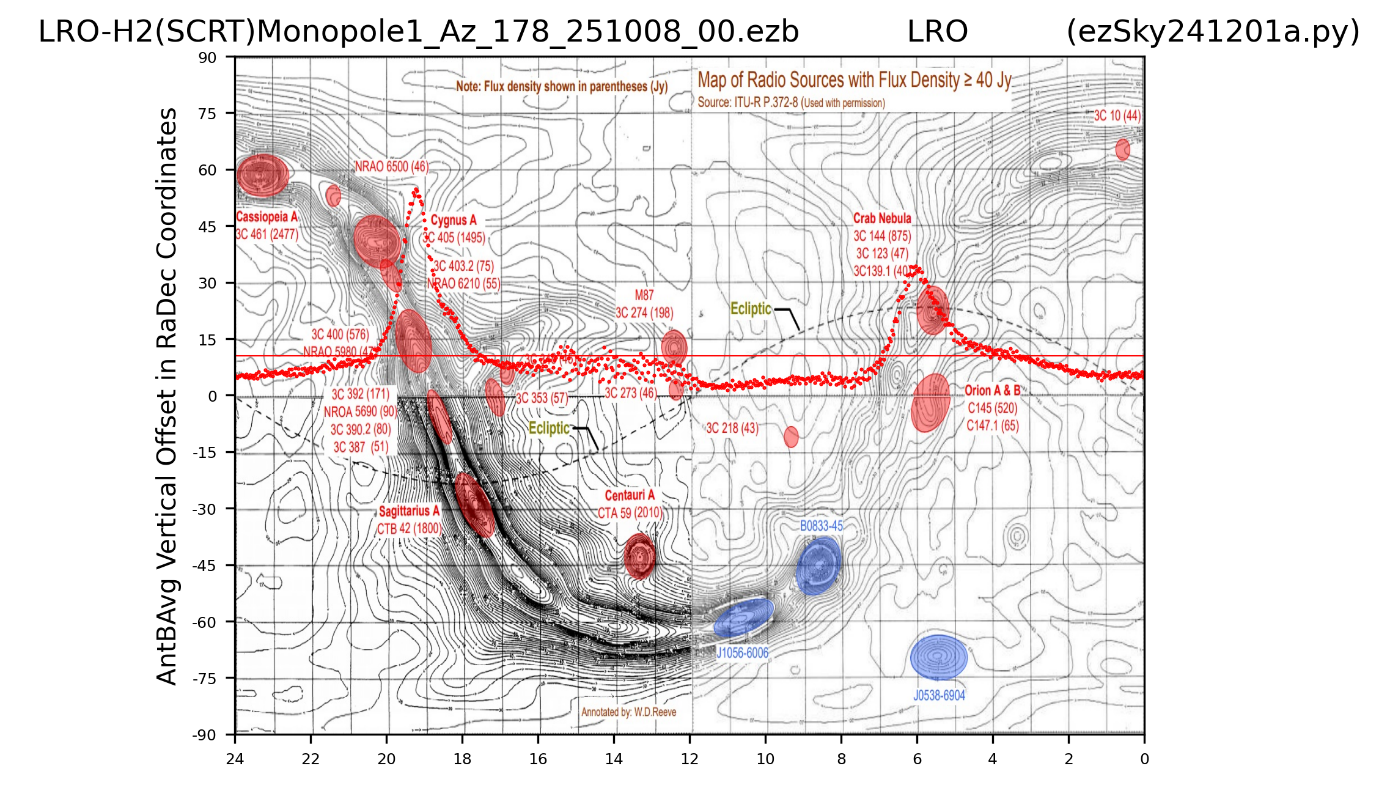 LRO-H2(SCRT)Monopole1_Az_178_251008_00.ezb LRO (ezSky241201a.py)
AntBAvg Vertical Offset in RaDec Coordinates
90
75
60
45
30
15
0
-15
-30
-45
-60
-75
-90
Note: Flux density shown in parentheses (Jy)
Map of Radio Sources with Flux Density ≥ 40 Jy
Source: ITU-R P.372-8 (Used with permission)
3C 10 (44)
NRAO 6500 (46)
Cassiopeia A
3C 461 (2477)
Cygnus A
3C 405 (1495)
3C 403.2 (75)
NRAO 6210 (55)
Crab Nebula
3C 144 (875)
3C 123 (47)
3C139.1 (40)
M87
3C 274 (198)
Ecliptic
3C 400 (576)
NRAO 5980 (47)
3C 353 (57)
3C 273 (46)
3C 392 (171)
NROA 5690 (90)
3C 390.2 (80)
3C 387 (51)
Ecliptic
3C 218 (43)
Orion A & B
C145 (520)
C147.1 (65)
Sagittarius A
CTB 42 (1800)
Centauri A
CTA 59 (2010)
B0833-45
J1056-6006
J0538-6904
Annotated by: W.D.Reeve
24 22 20 18 16 14 12 10 8 6 4 2 0